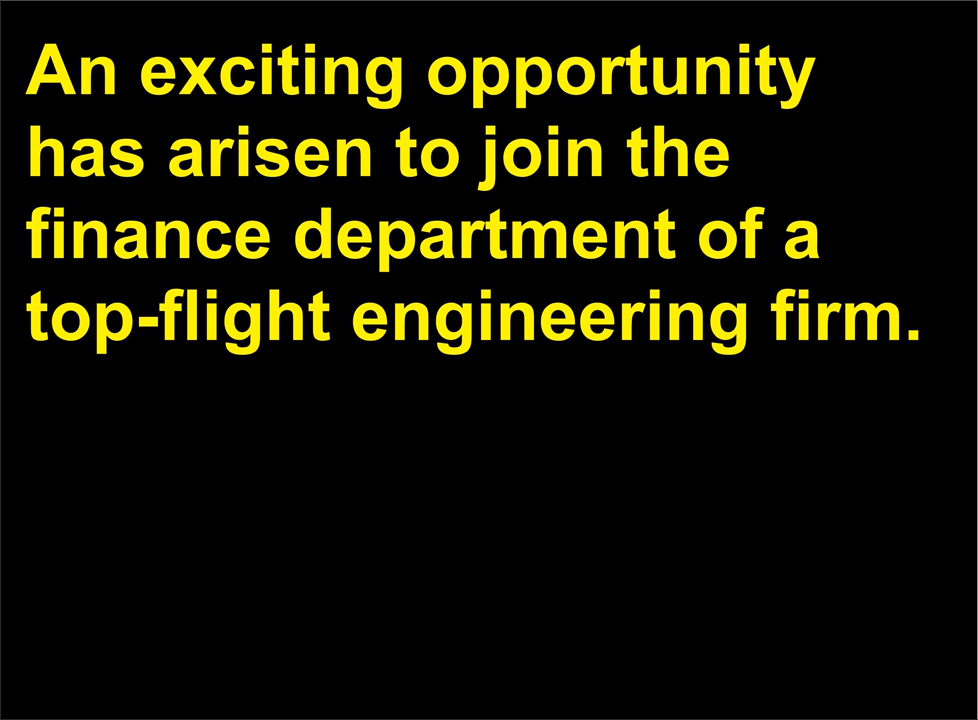 An exciting opportunity
has arisen to join the
finance department of a
top-flight engineering firm.